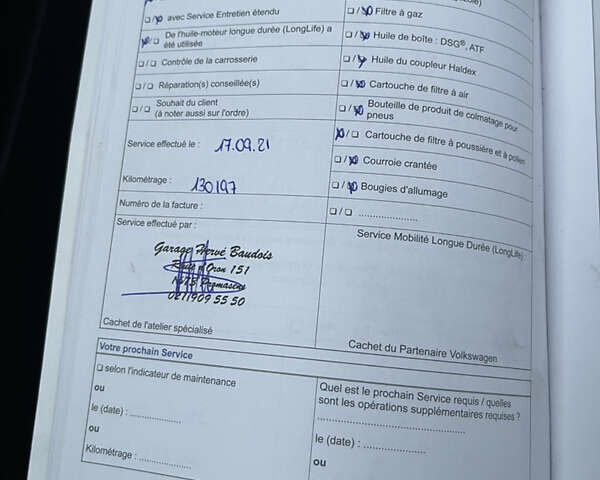 ☐/☒ avec Service Entretien étendu
☒/☐ De l'huile-moteur longue durée (LongLife) a
été utilisée
☐/☐ Contrôle de la carrosserie
☐/☐ Réparation(s) conseillée(s)
☐/☐ Souhait du client
(à noter aussi sur l'ordre)
Service effectué le : 17.09.21
Kilométrage : 130197
Numéro de la facture :
Service effectué par :
Garage Hervé Baudois
Route d'Oron 151
021/909 55 50
Cachet de l'atelier spécialisé
☐/☒ Filtre à gaz
☐/☒ Huile de boîte : DSG®, ATF
☐/☒ Huile du coupleur Haldex
☐/☒ Cartouche de filtre à air
☐/☒ Bouteille de produit de colmatage pour
pneus
☒/☐ Cartouche de filtre à poussière et à pollen
☐/☒ Courroie crantée
☐/☒ Bougies d'allumage
☐/☐ ......................
Service Mobilité Longue Durée (LongLife) :
Cachet du Partenaire Volkswagen
Votre prochain Service
☐ selon l'indicateur de maintenance
ou
le (date) : ...................
ou
Kilométrage : ...................
Quel est le prochain Service requis / quelles
sont les opérations supplémentaires requises ?
.............................................
le (date) : .......................
ou